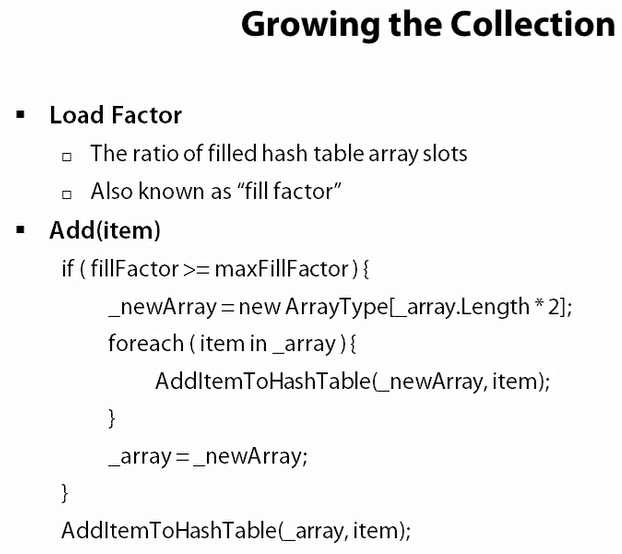 Growing the Collection
Load Factor
The ratio of filled hash table array slots
Also known as “fill factor”
Add(item)
if ( fillFactor >= maxFillFactor ) {
_newArray = new ArrayType[_array.Length * 2];
foreach ( item in _array ) {
AddItemToHashTable(_newArray, item);
}
_array = _newArray;
}
AddItemToHashTable(_array, item);